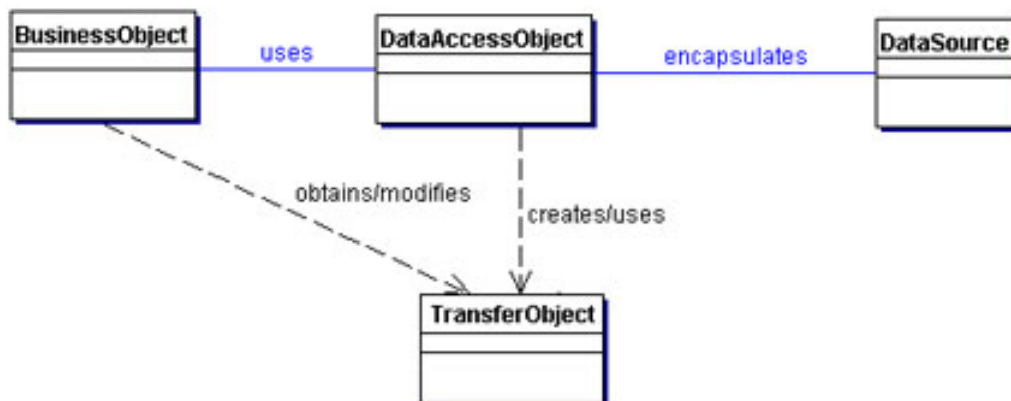 BusinessObject
uses
DataAccessObject
encapsulates
DataSource
obtains/modifies
creates/uses
TransferObject